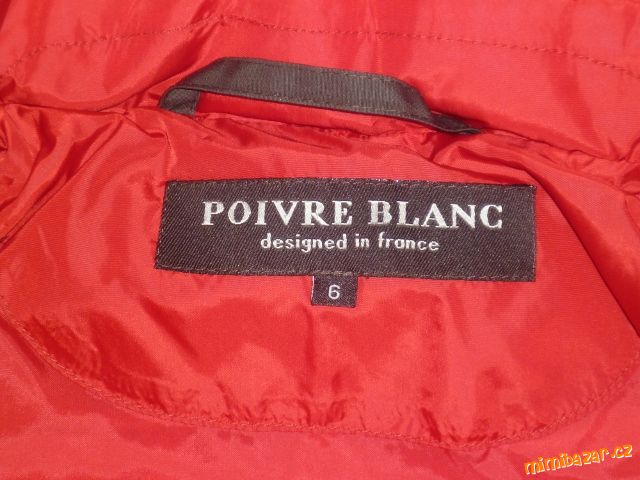 POIVRE BLANC
designed in france
6
mimibazar.cz